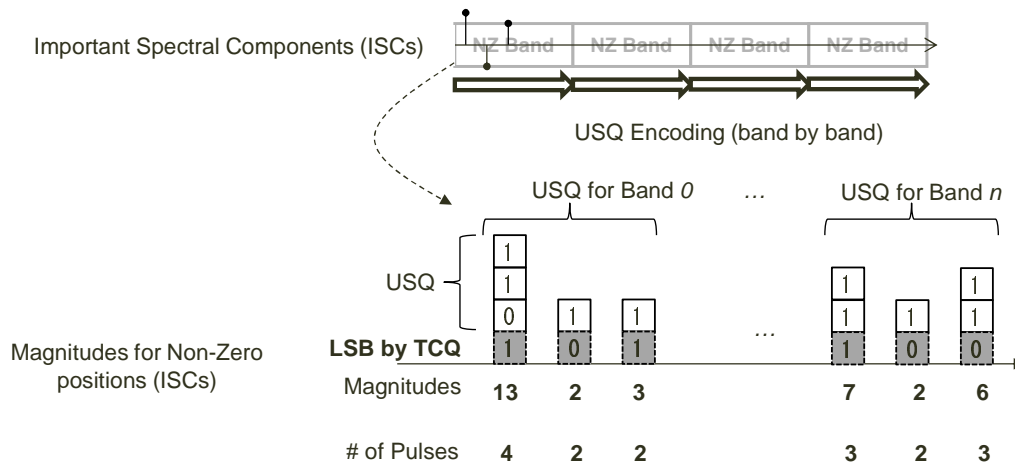 Important Spectral Components (ISCs)
NZ Band NZ Band NZ Band NZ Band
USQ Encoding (band by band)
USQ for Band 0 ... USQ for Band n
USQ
1
1 1 1
0 1 1 1 1 1
LSB by TCQ 1 0 1 ... 1 0 0
Magnitudes for Non-Zero
positions (ISCs)
Magnitudes 13 2 3 7 2 6
# of Pulses 4 2 2 3 2 3